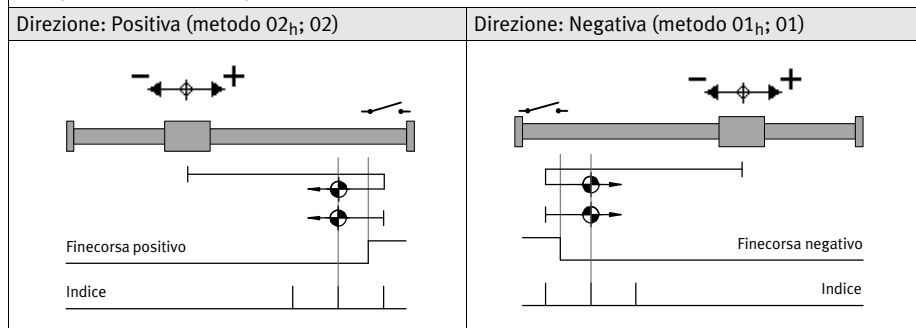 Direzione: Positiva (metodo 02h; 02)
Direzione: Negativa (metodo 01h; 01)
− +
− +
Finecorsa positivo
Finecorsa negativo
Indice
Indice